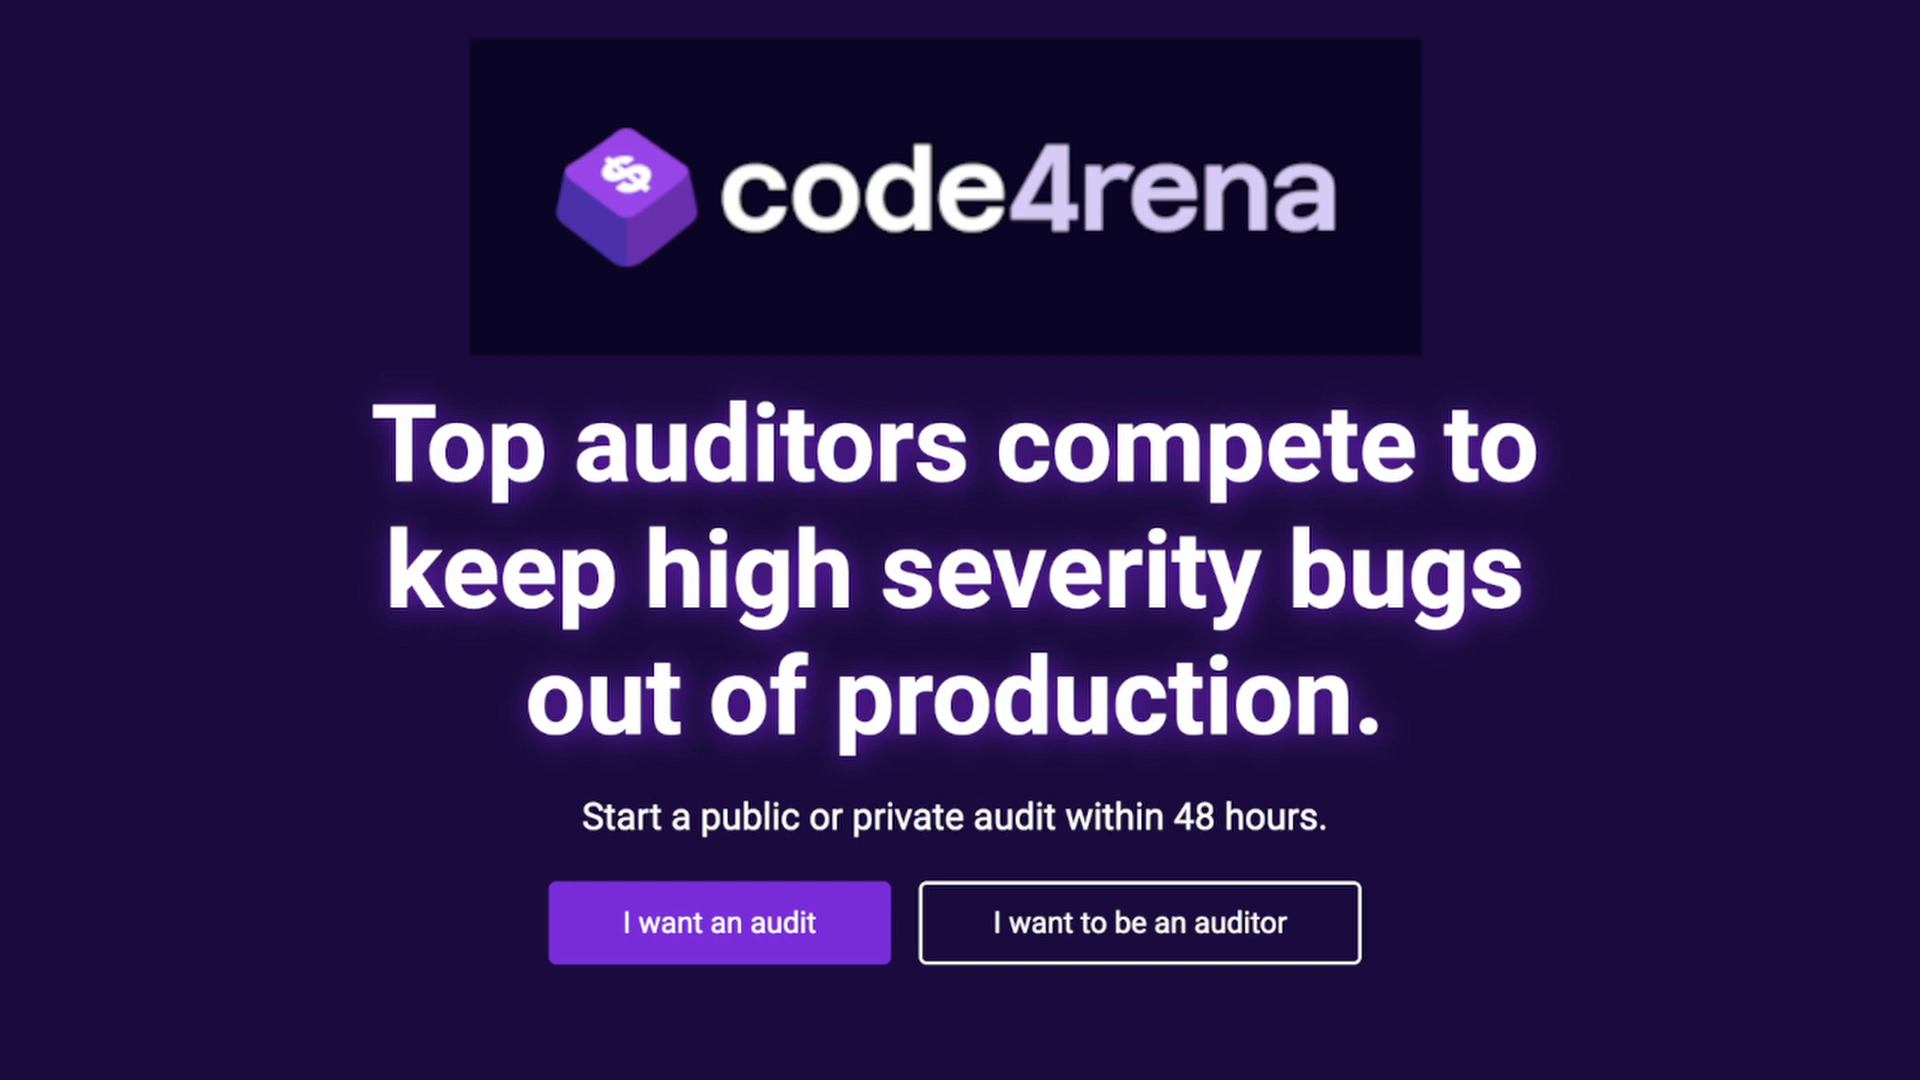 $
code4rena
Top auditors compete to
keep high severity bugs
out of production.
Start a public or private audit within 48 hours.
I want an audit
I want to be an auditor